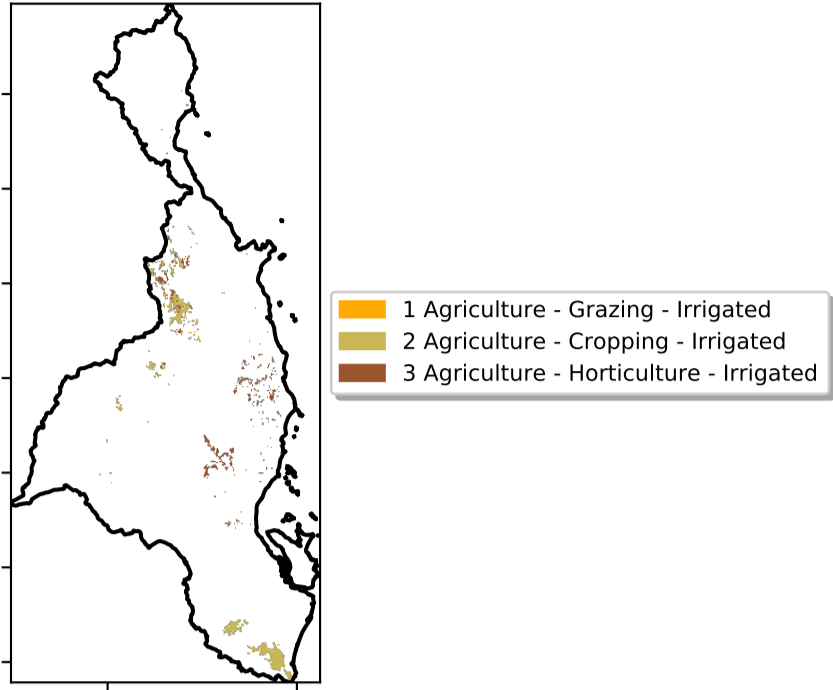 1 Agriculture - Grazing - Irrigated
2 Agriculture - Cropping - Irrigated
3 Agriculture - Horticulture - Irrigated